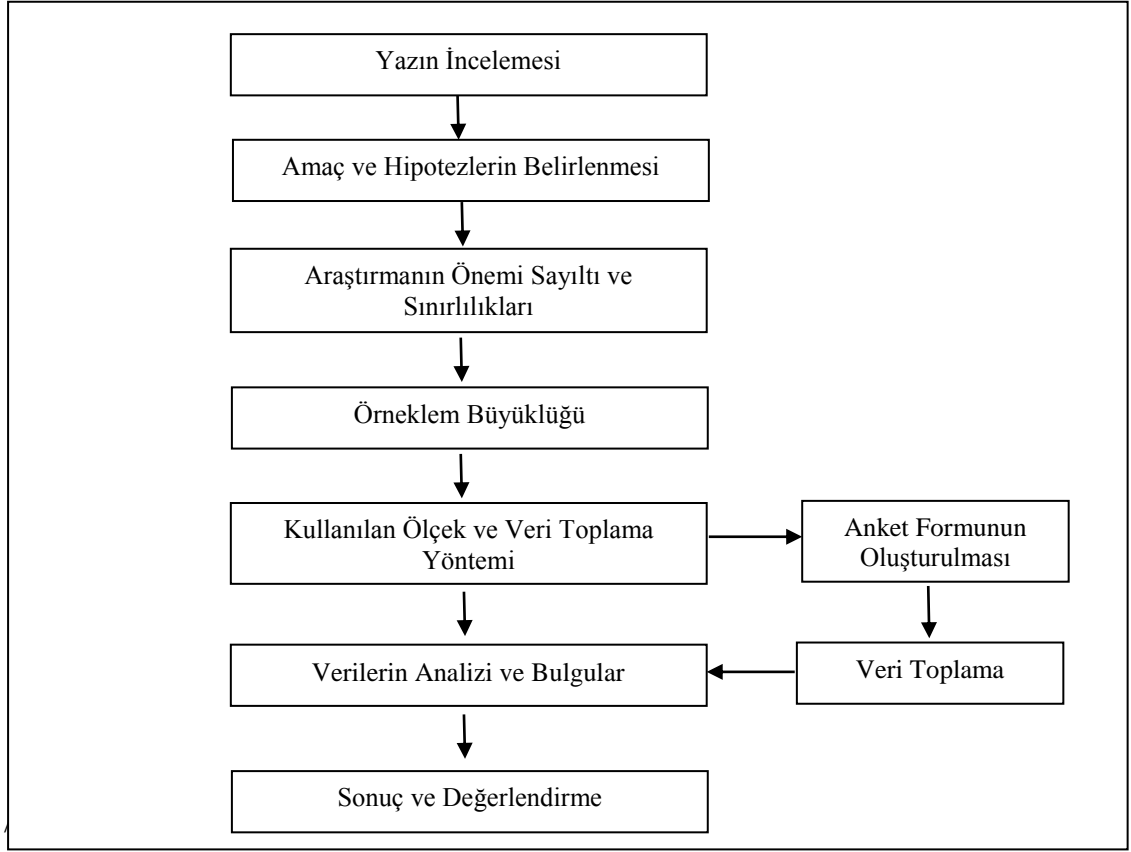 Yazın İncelemesi
Amaç ve Hipotezlerin Belirlenmesi
Araştırmanın Önemi Sayıltı ve
Sınırlılıkları
Örneklem Büyüklüğü
Kullanılan Ölçek ve Veri Toplama
Yöntemi
Anket Formunun
Oluşturulması
Verilerin Analizi ve Bulgular
Veri Toplama
Sonuç ve Değerlendirme